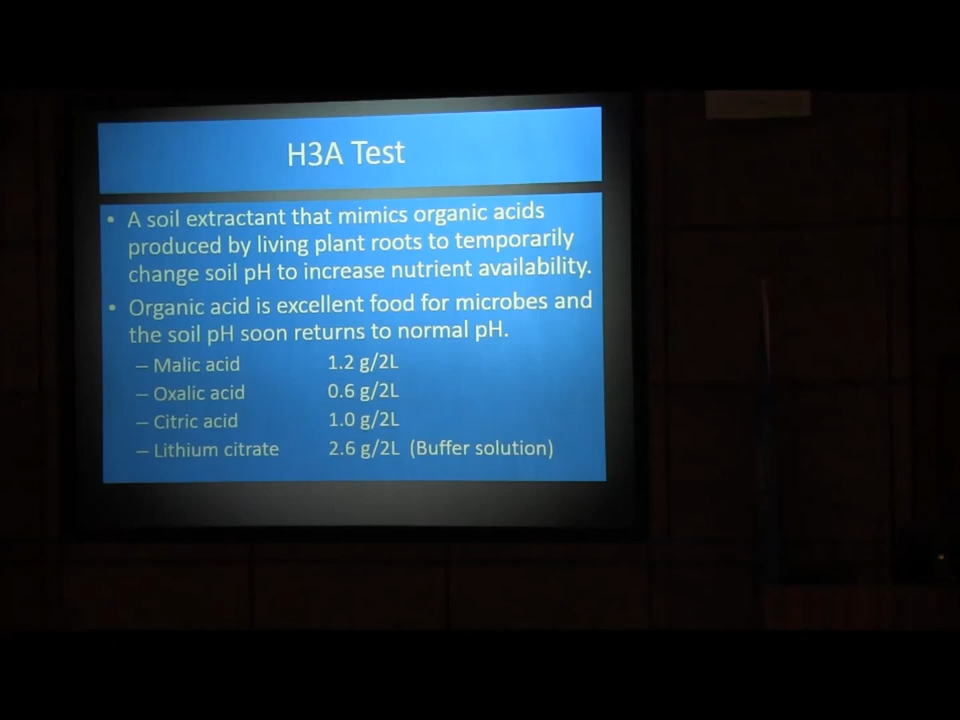 H3A Test
• A soil extractant that mimics organic acids
produced by living plant roots to temporarily
change soil pH to increase nutrient availability.
• Organic acid is excellent food for microbes and
the soil pH soon returns to normal pH.
– Malic acid 1.2 g/2L
– Oxalic acid 0.6 g/2L
– Citric acid 1.0 g/2L
– Lithium citrate 2.6 g/2L (Buffer solution)